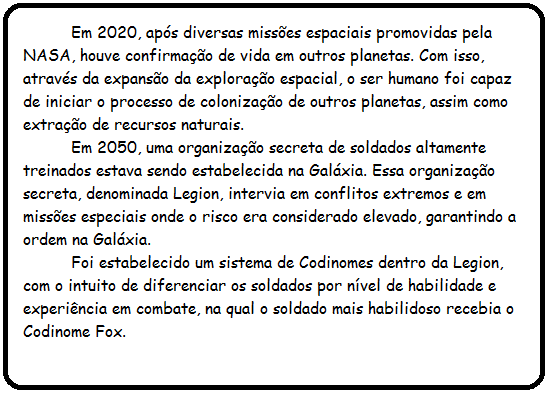 Em 2020, após diversas missões espaciais promovidas pela
NASA, houve confirmação de vida em outros planetas. Com isso,
através da expansão da exploração espacial, o ser humano foi capaz
de iniciar o processo de colonização de outros planetas, assim como
extração de recursos naturais.
Em 2050, uma organização secreta de soldados altamente
treinados estava sendo estabelecida na Galáxia. Essa organização
secreta, denominada Legion, intervia em conflitos extremos e em
missões especiais onde o risco era considerado elevado, garantindo a
ordem na Galáxia.
Foi estabelecido um sistema de Codinomes dentro da Legion,
com o intuito de diferenciar os soldados por nível de habilidade e
experiência em combate, na qual o soldado mais habilidoso recebia o
Codinome Fox.